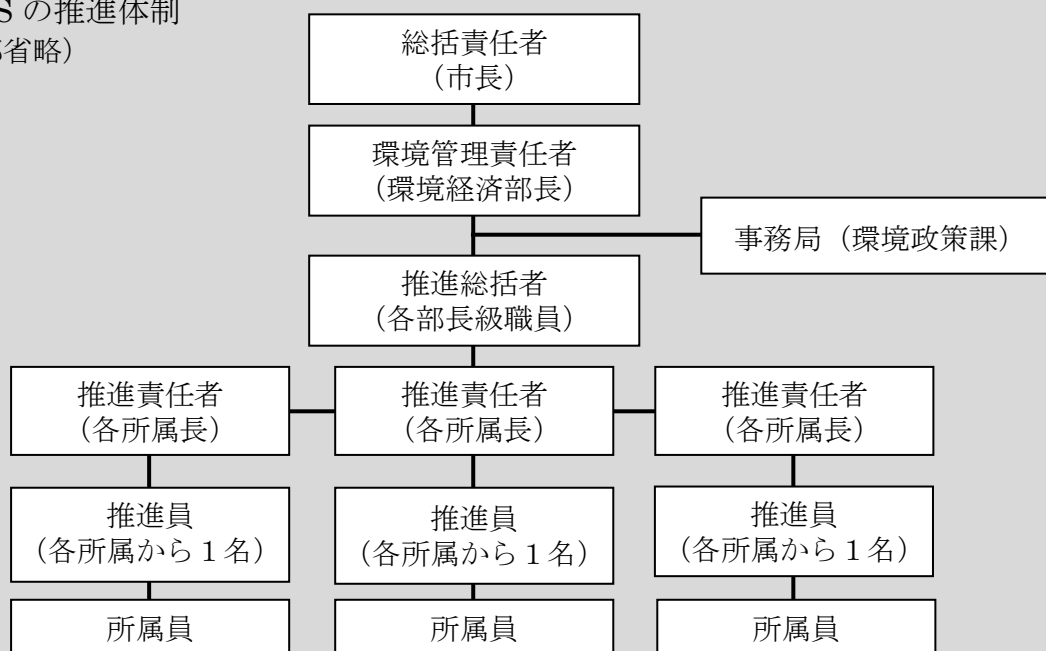 S の推進体制
省略）
総括責任者
（市長）
環境管理責任者
（環境経済部長）
事務局（環境政策課）
推進総括者
（各部長級職員）
推進責任者
（各所属長）
推進責任者
（各所属長）
推進責任者
（各所属長）
推進員
（各所属から１名）
推進員
（各所属から１名）
推進員
（各所属から１名）
所属員
所属員
所属員